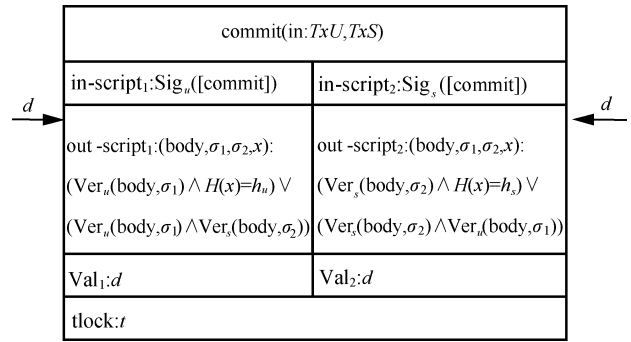 commit(in:TxU,TxS)
in-script₁:Sigᵤ([commit])
in-script₂:Sigₛ([commit])
d
d
out -script₁:(body,σ₁,σ₂,x):
(Verᵤ(body,σ₁)∧H(x)=hᵤ)∨
(Verᵤ(body,σ₁)∧Verₛ(body,σ₂))
out-script₂:(body,σ₁,σ₂,x):
(Verₛ(body,σ₂)∧H(x)=hₛ)∨
(Verₛ(body,σ₂)∧Verᵤ(body,σ₁))
Val₁:d
Val₂:d
tlock:t